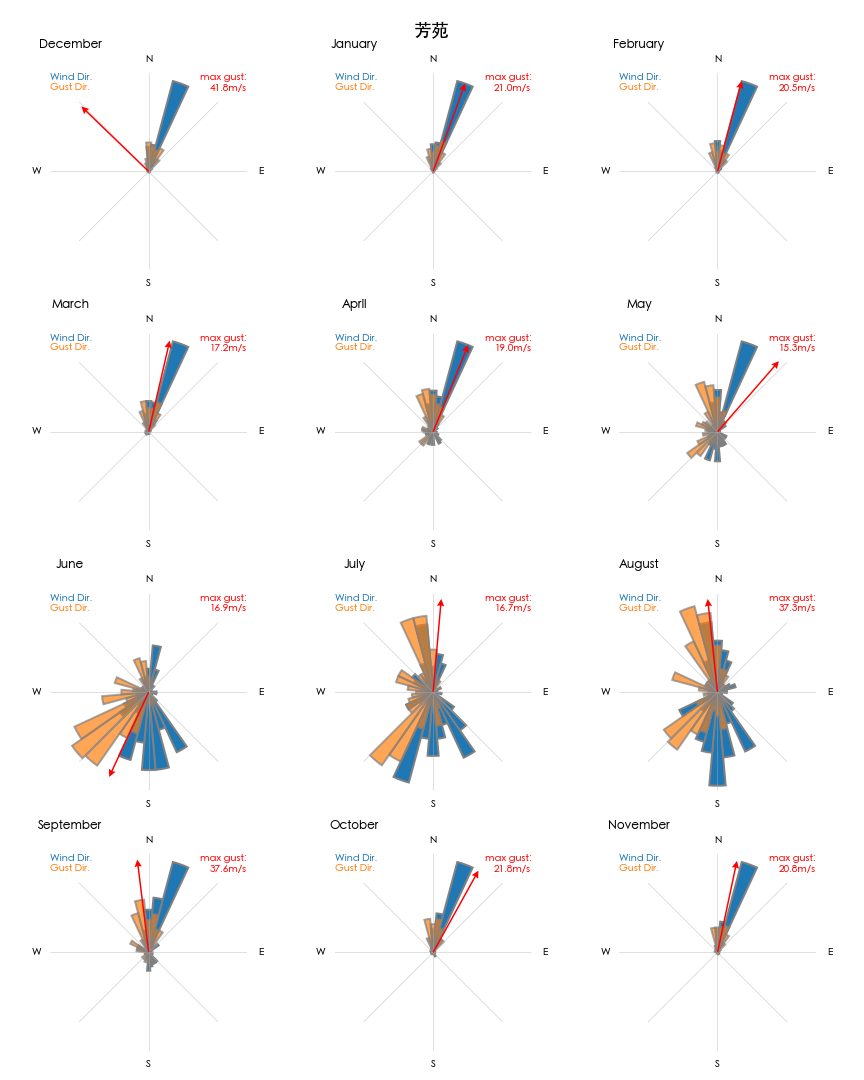 芳苑
December
N
Wind Dir.
Gust Dir.
max gust:
41.8m/s
W
E
S
January
N
Wind Dir.
Gust Dir.
max gust:
21.0m/s
W
E
S
February
N
Wind Dir.
Gust Dir.
max gust:
20.5m/s
W
E
S
March
N
Wind Dir.
Gust Dir.
max gust:
17.2m/s
W
E
S
April
N
Wind Dir.
Gust Dir.
max gust:
19.0m/s
W
E
S
May
N
Wind Dir.
Gust Dir.
max gust:
15.3m/s
W
E
S
June
N
Wind Dir.
Gust Dir.
max gust:
16.9m/s
W
E
S
July
N
Wind Dir.
Gust Dir.
max gust:
16.7m/s
W
E
S
August
N
Wind Dir.
Gust Dir.
max gust:
37.3m/s
W
E
S
September
N
Wind Dir.
Gust Dir.
max gust:
37.6m/s
W
E
S
October
N
Wind Dir.
Gust Dir.
max gust:
21.8m/s
W
E
S
November
N
Wind Dir.
Gust Dir.
max gust:
20.8m/s
W
E
S